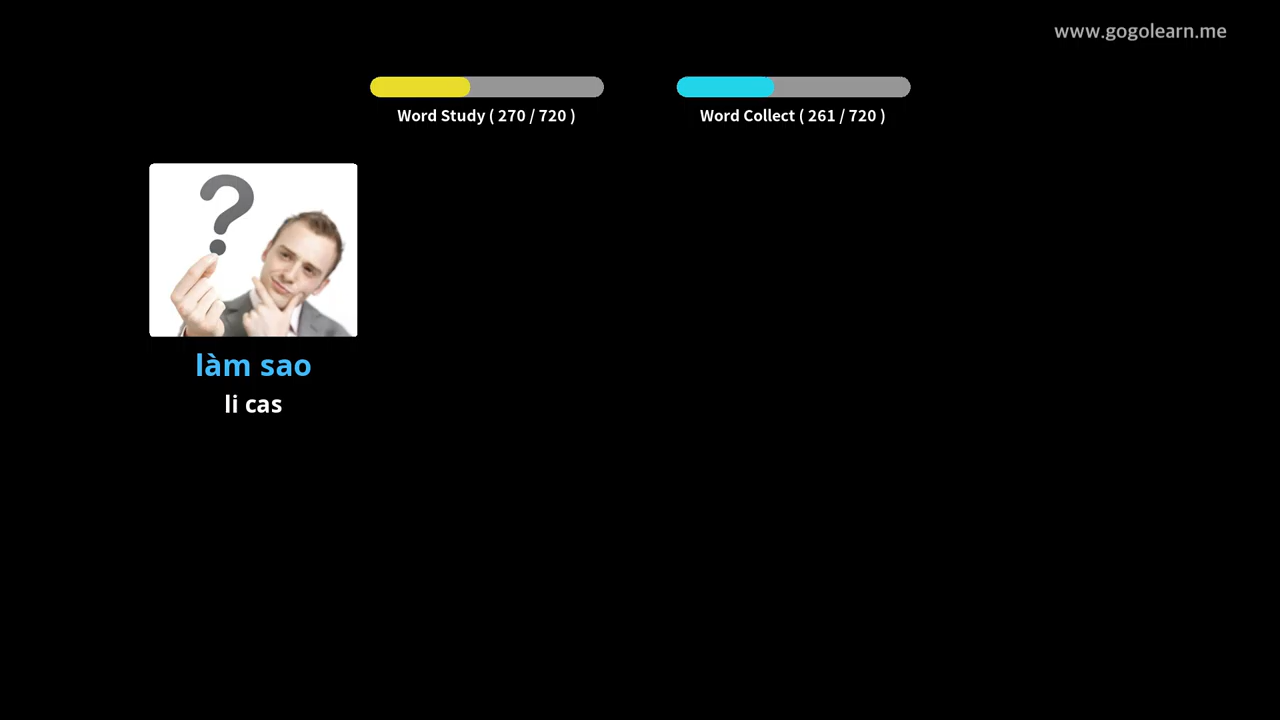 www.gogolearn.me
Word Study ( 270 / 720 )
Word Collect ( 261 / 720 )
?
làm sao
li cas